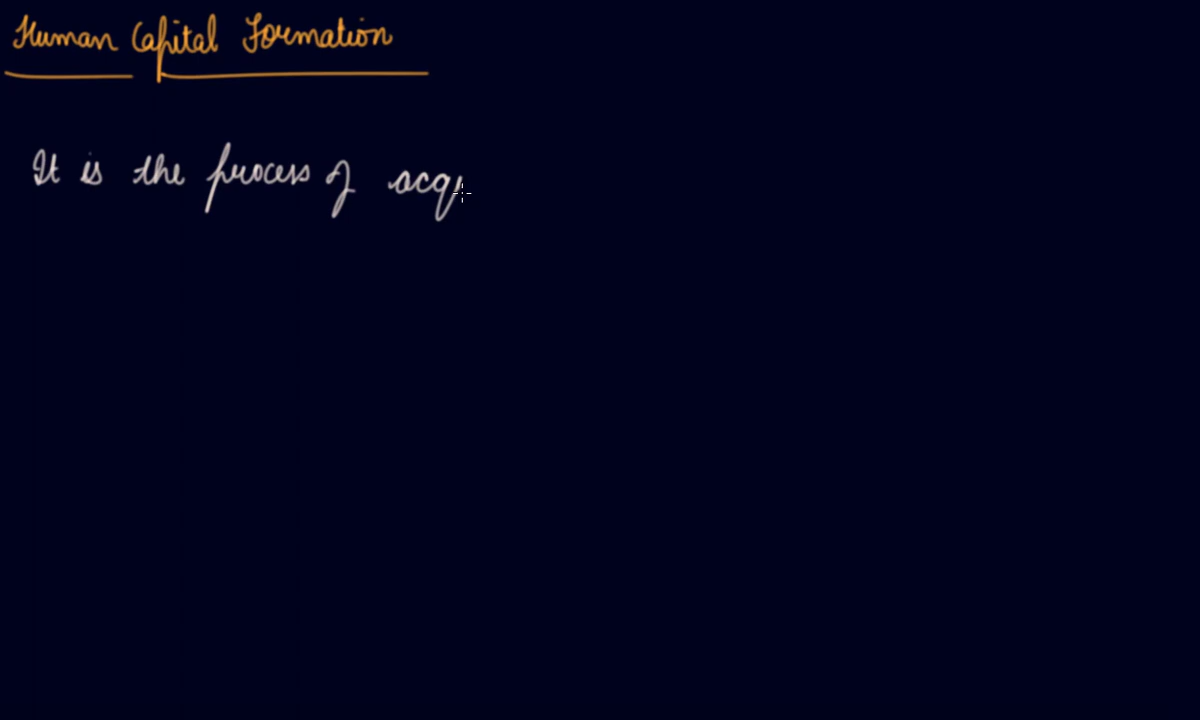 Human Capital Formation
It is the process of acq